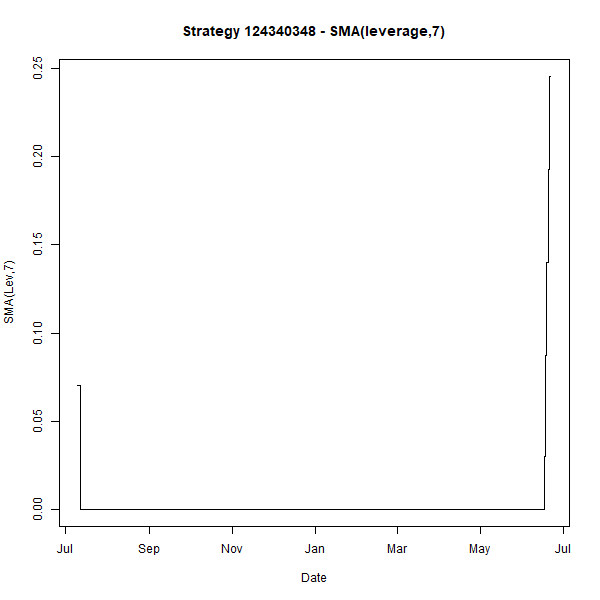 Strategy 124340348 - SMA(leverage,7)
SMA(Lev,7)
0.25
0.20
0.15
0.10
0.05
0.00
Jul Sep Nov Jan Mar May Jul
Date